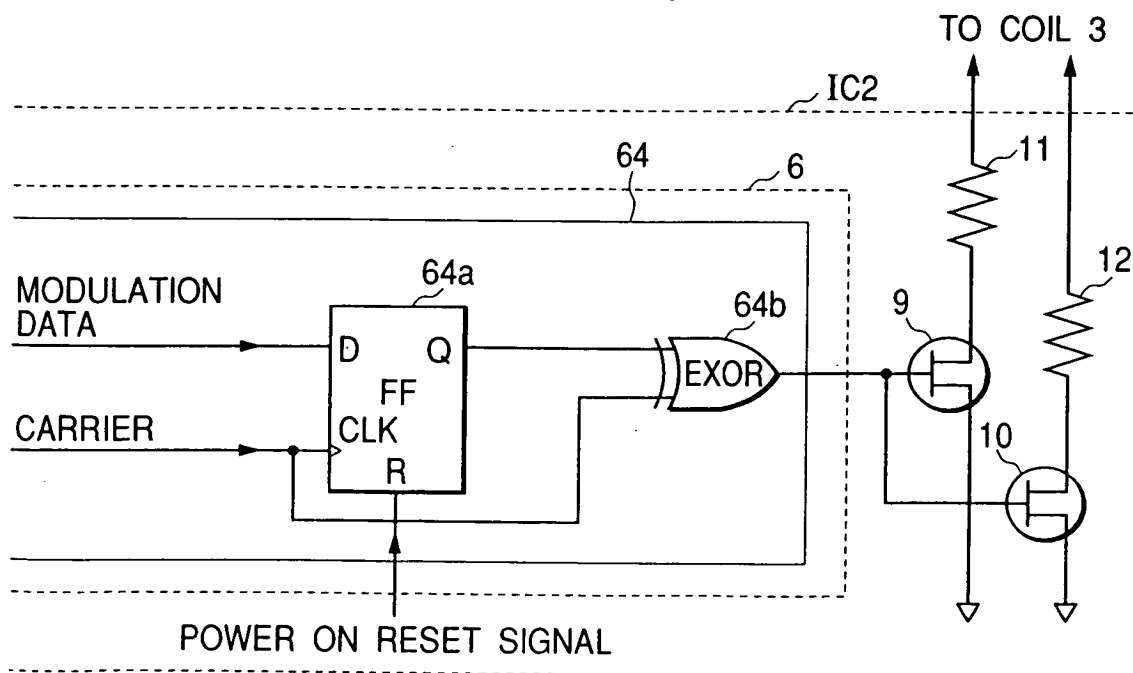 TO COIL 3
IC2
11
64
6
MODULATION
DATA
64a
64b
9
12
D
Q
EXOR
FF
CARRIER
CLK
R
10
POWER ON RESET SIGNAL